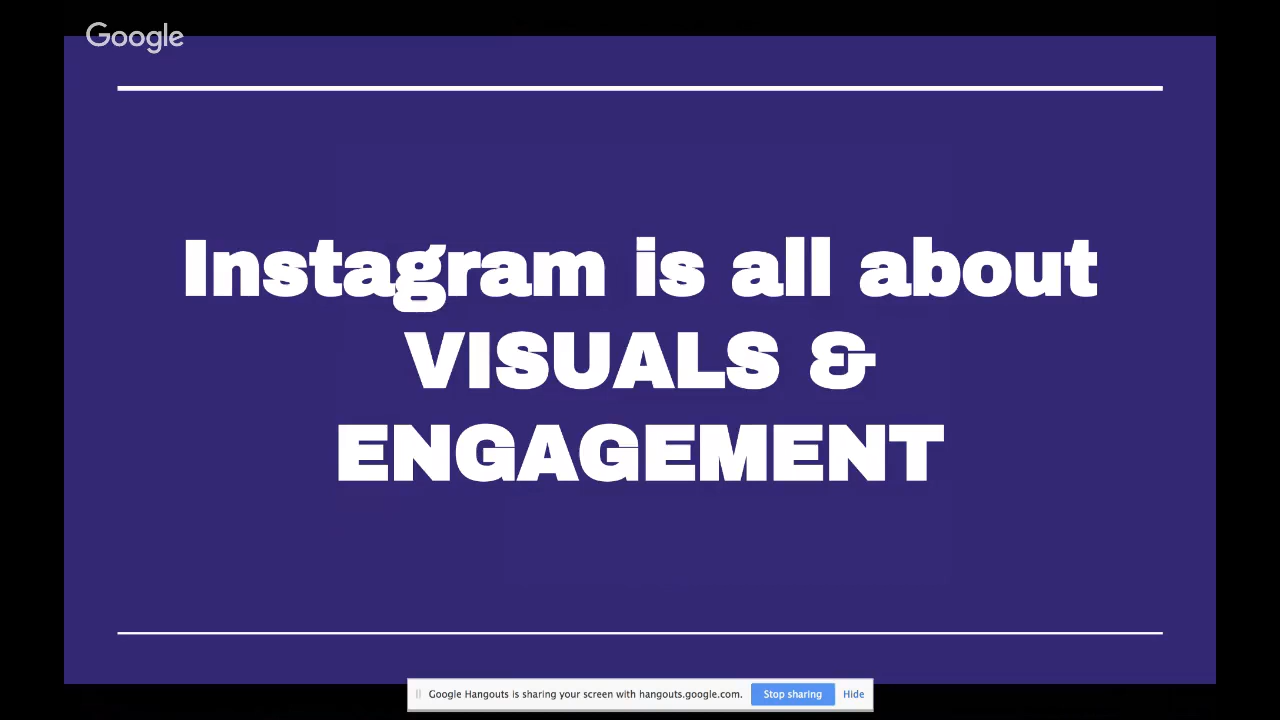 Google
Instagram is all about
VISUALS &
ENGAGEMENT
Google Hangouts is sharing your screen with hangouts.google.com. Stop sharing Hide